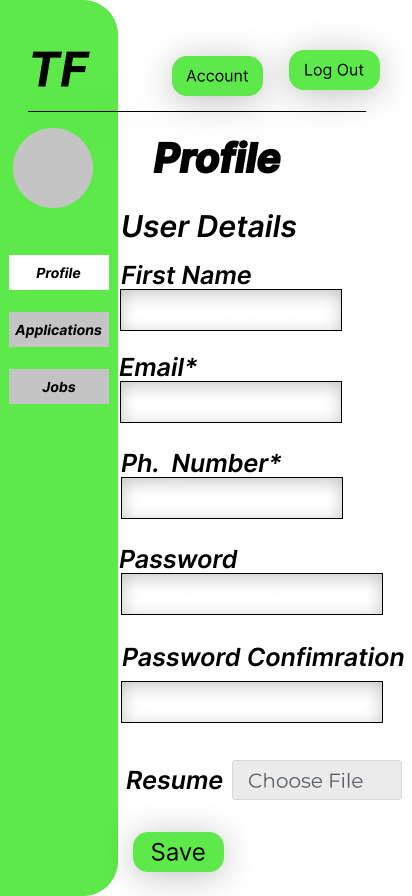 TF
Account
Log Out
Profile
User Details
Profile
First Name
Applications
Email*
Jobs
Ph. Number*
Password
Password Confimration
Resume
Choose File
Save